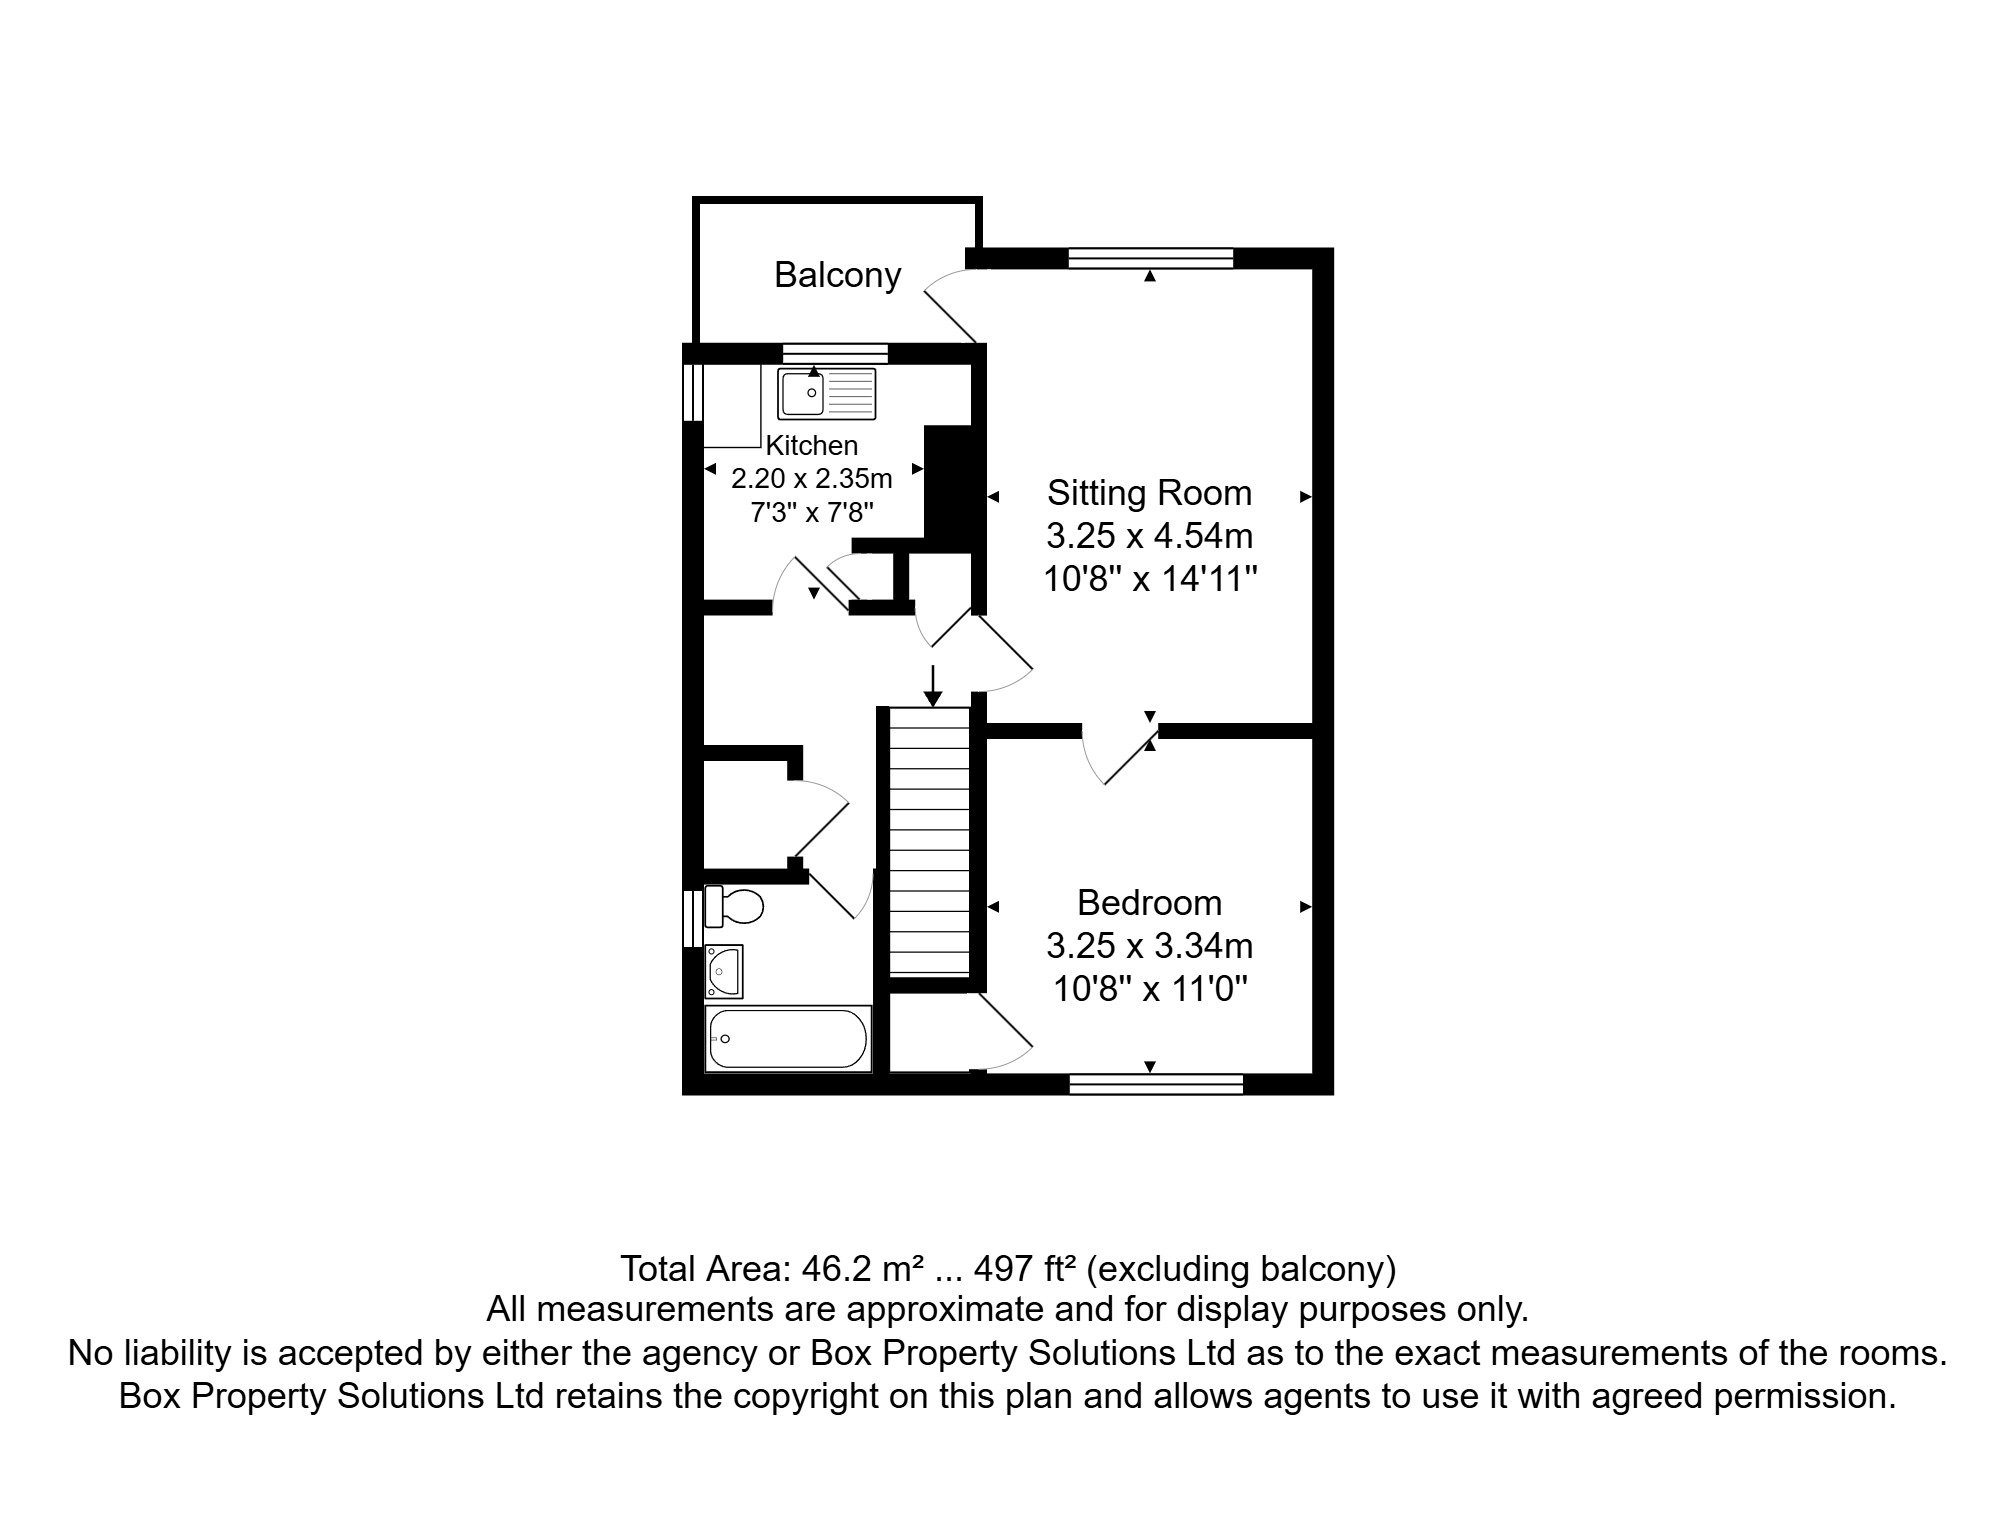 Balcony
Kitchen
2.20 x 2.35m
7'3" x 7'8"
Sitting Room
3.25 x 4.54m
10'8" x 14'11"
Bedroom
3.25 x 3.34m
10'8" x 11'0"
Total Area: 46.2 m² ... 497 ft² (excluding balcony)
All measurements are approximate and for display purposes only.
No liability is accepted by either the agency or Box Property Solutions Ltd as to the exact measurements of the rooms.
Box Property Solutions Ltd retains the copyright on this plan and allows agents to use it with agreed permission.